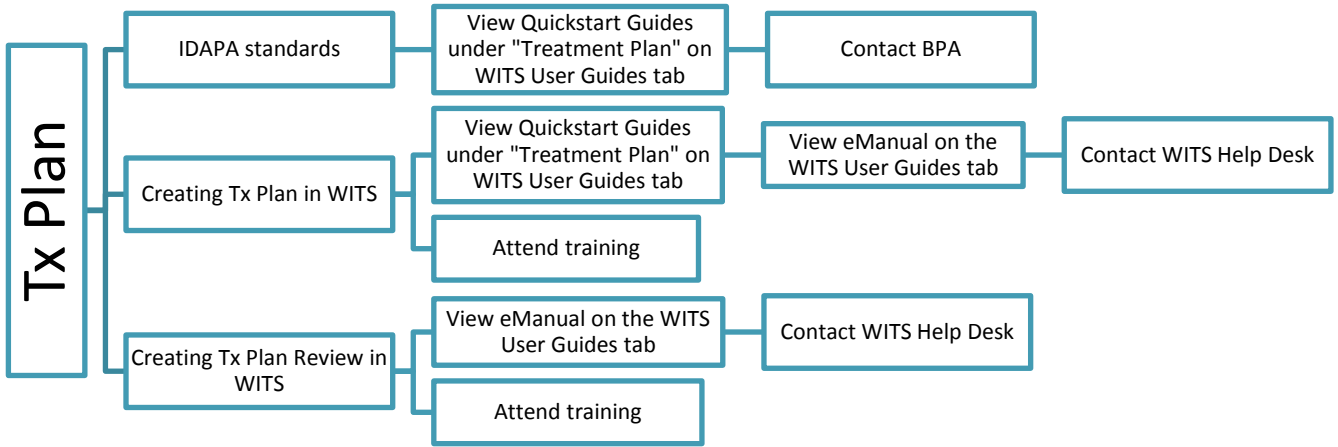 Tx Plan
IDAPA standards
View Quickstart Guides
under "Treatment Plan" on
WITS User Guides tab
Contact BPA
Creating Tx Plan in WITS
View Quickstart Guides
under "Treatment Plan" on
WITS User Guides tab
View eManual on the
WITS User Guides tab
Contact WITS Help Desk
Attend training
Creating Tx Plan Review in
WITS
View eManual on the WITS
User Guides tab
Contact WITS Help Desk
Attend training